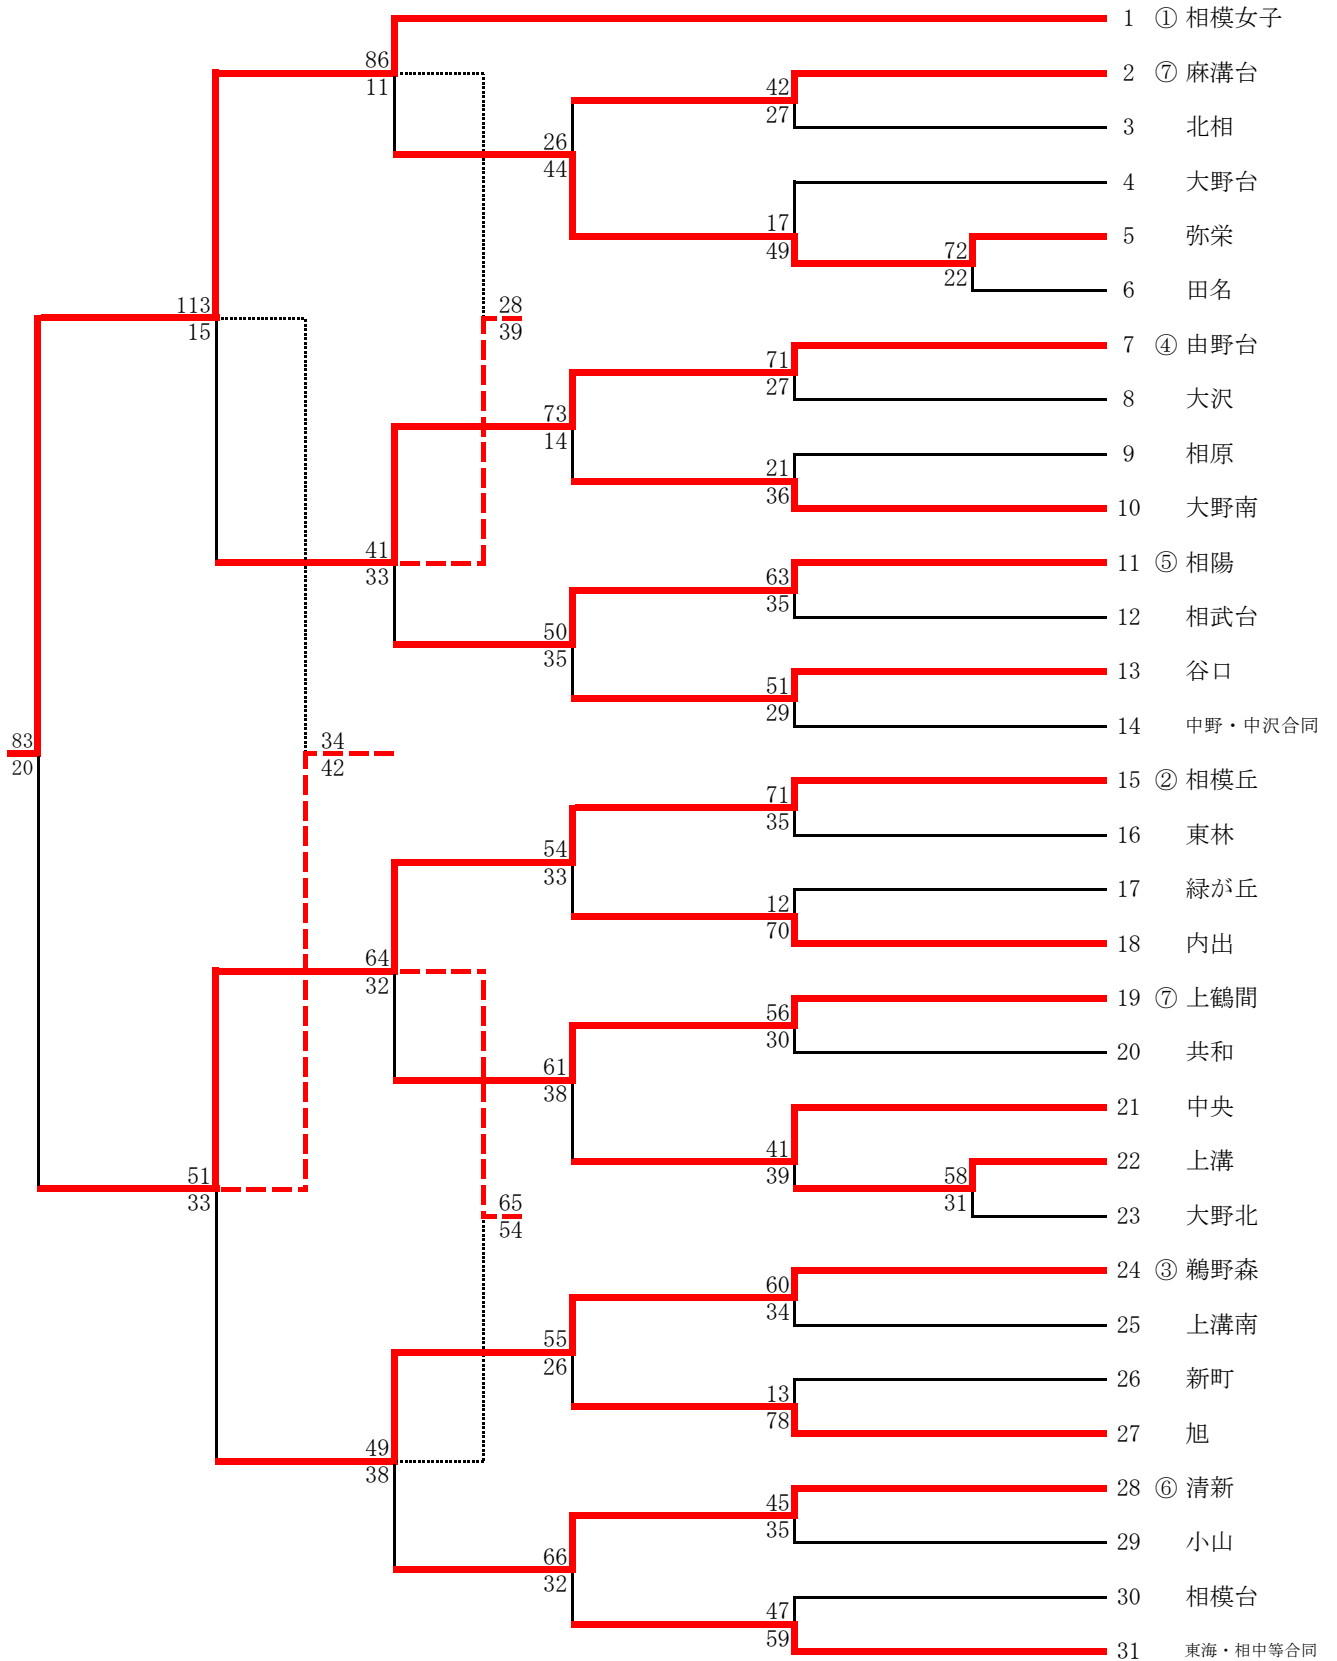 1 ① 相模女子
86
11
2 ⑦ 麻溝台
42
27
3 北相
26
44
4 大野台
17
49
5 弥栄
72
22
6 田名
113
15
28
39
7 ④ 由野台
71
27
8 大沢
73
14
9 相原
21
36
10 大野南
41
33
11 ⑤ 相陽
63
35
12 相武台
50
35
13 谷口
51
29
14 中野・中沢合同
83
20
34
42
15 ② 相模丘
71
35
16 東林
54
33
17 緑が丘
12
70
18 内出
64
32
19 ⑦ 上鶴間
56
30
20 共和
61
38
21 中央
41
39
22 上溝
58
31
23 大野北
51
33
65
54
24 ③ 鵜野森
60
34
25 上溝南
55
26
26 新町
13
78
27 旭
49
38
28 ⑥ 清新
45
35
29 小山
66
32
30 相模台
47
59
31 東海・相中等合同